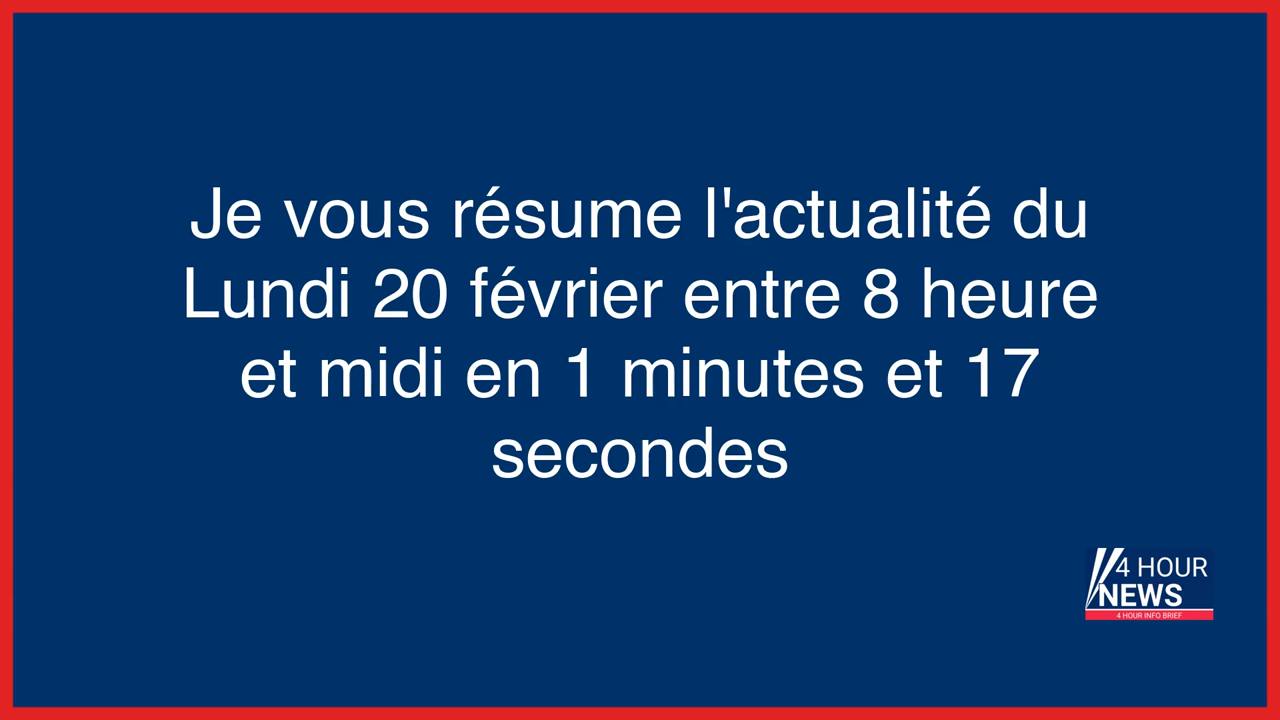 Je vous résume l'actualité du
Lundi 20 février entre 8 heure
et midi en 1 minutes et 17
secondes
4 HOUR
NEWS
4 HOUR INFO BRIEF